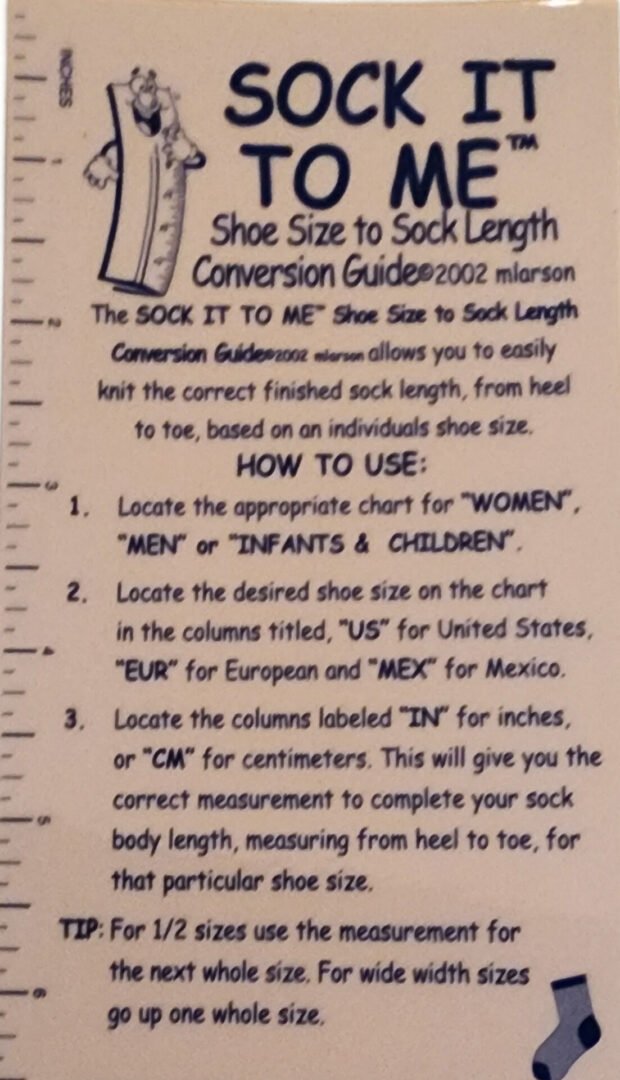 INCHES
1
2
3
4
5
6
SOCK IT
TO ME™
Shoe Size to Sock Length
Conversion Guide©2002 mlarson
The SOCK IT TO ME™ Shoe Size to Sock Length
Conversion Guide©2002 mlarson allows you to easily
knit the correct finished sock length, from heel
to toe, based on an individuals shoe size.
HOW TO USE:
1. Locate the appropriate chart for "WOMEN",
"MEN" or "INFANTS & CHILDREN".
2. Locate the desired shoe size on the chart
in the columns titled, "US" for United States,
"EUR" for European and "MEX" for Mexico.
3. Locate the columns labeled "IN" for inches,
or "CM" for centimeters. This will give you the
correct measurement to complete your sock
body length, measuring from heel to toe, for
that particular shoe size.
TIP: For 1/2 sizes use the measurement for
the next whole size. For wide width sizes
go up one whole size.